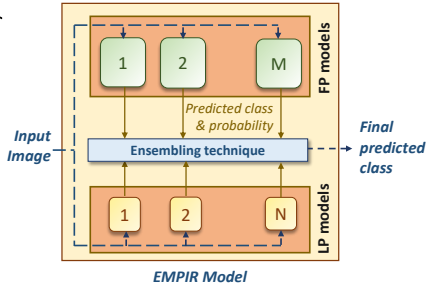 1 2 M
FP models
Predicted class
& probability
Input
Image
Ensembling technique
Final
predicted
class
1 2 N
LP models
EMPIR Model